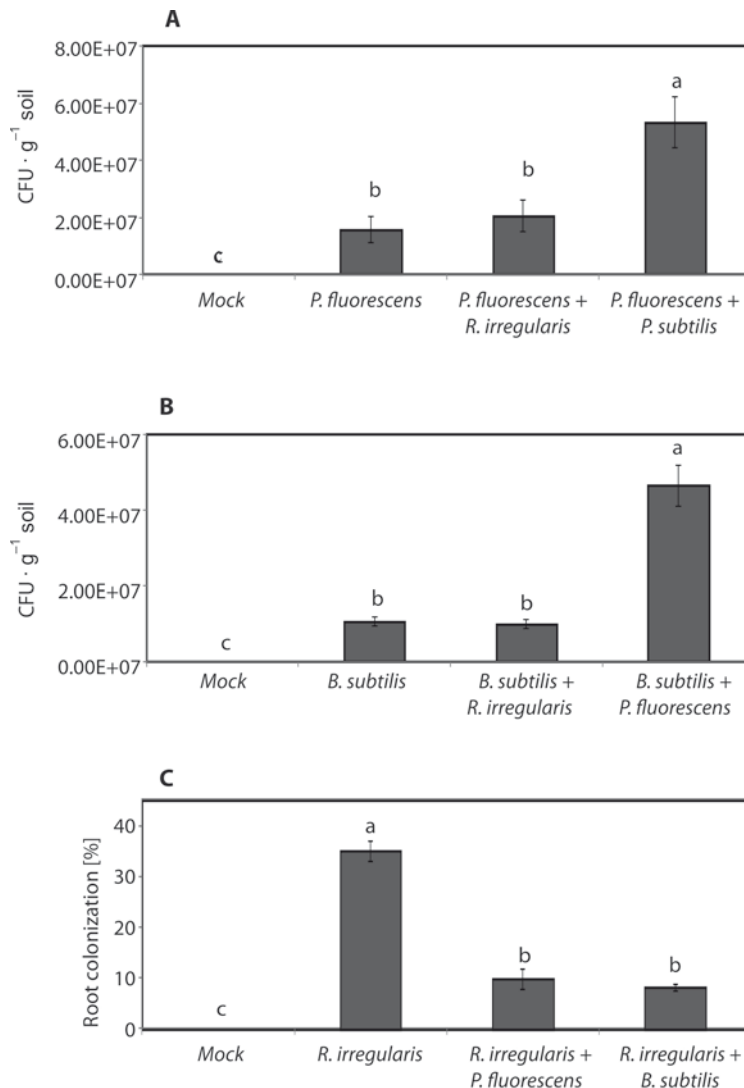 A
8.00E+07
6.00E+07
4.00E+07
2.00E+07
0.00E+07
CFU · g⁻¹ soil
c
b
b
a
Mock
P. fluorescens
P. fluorescens +
R. irregularis
P. fluorescens +
P. subtilis
B
6.00E+07
4.00E+07
2.00E+07
0.00E+07
CFU · g⁻¹ soil
c
b
b
a
Mock
B. subtilis
B. subtilis +
R. irregularis
B. subtilis +
P. fluorescens
C
40
30
20
10
0
Root colonization [%]
c
a
b
b
Mock
R. irregularis
R. irregularis +
P. fluorescens
R. irregularis +
B. subtilis